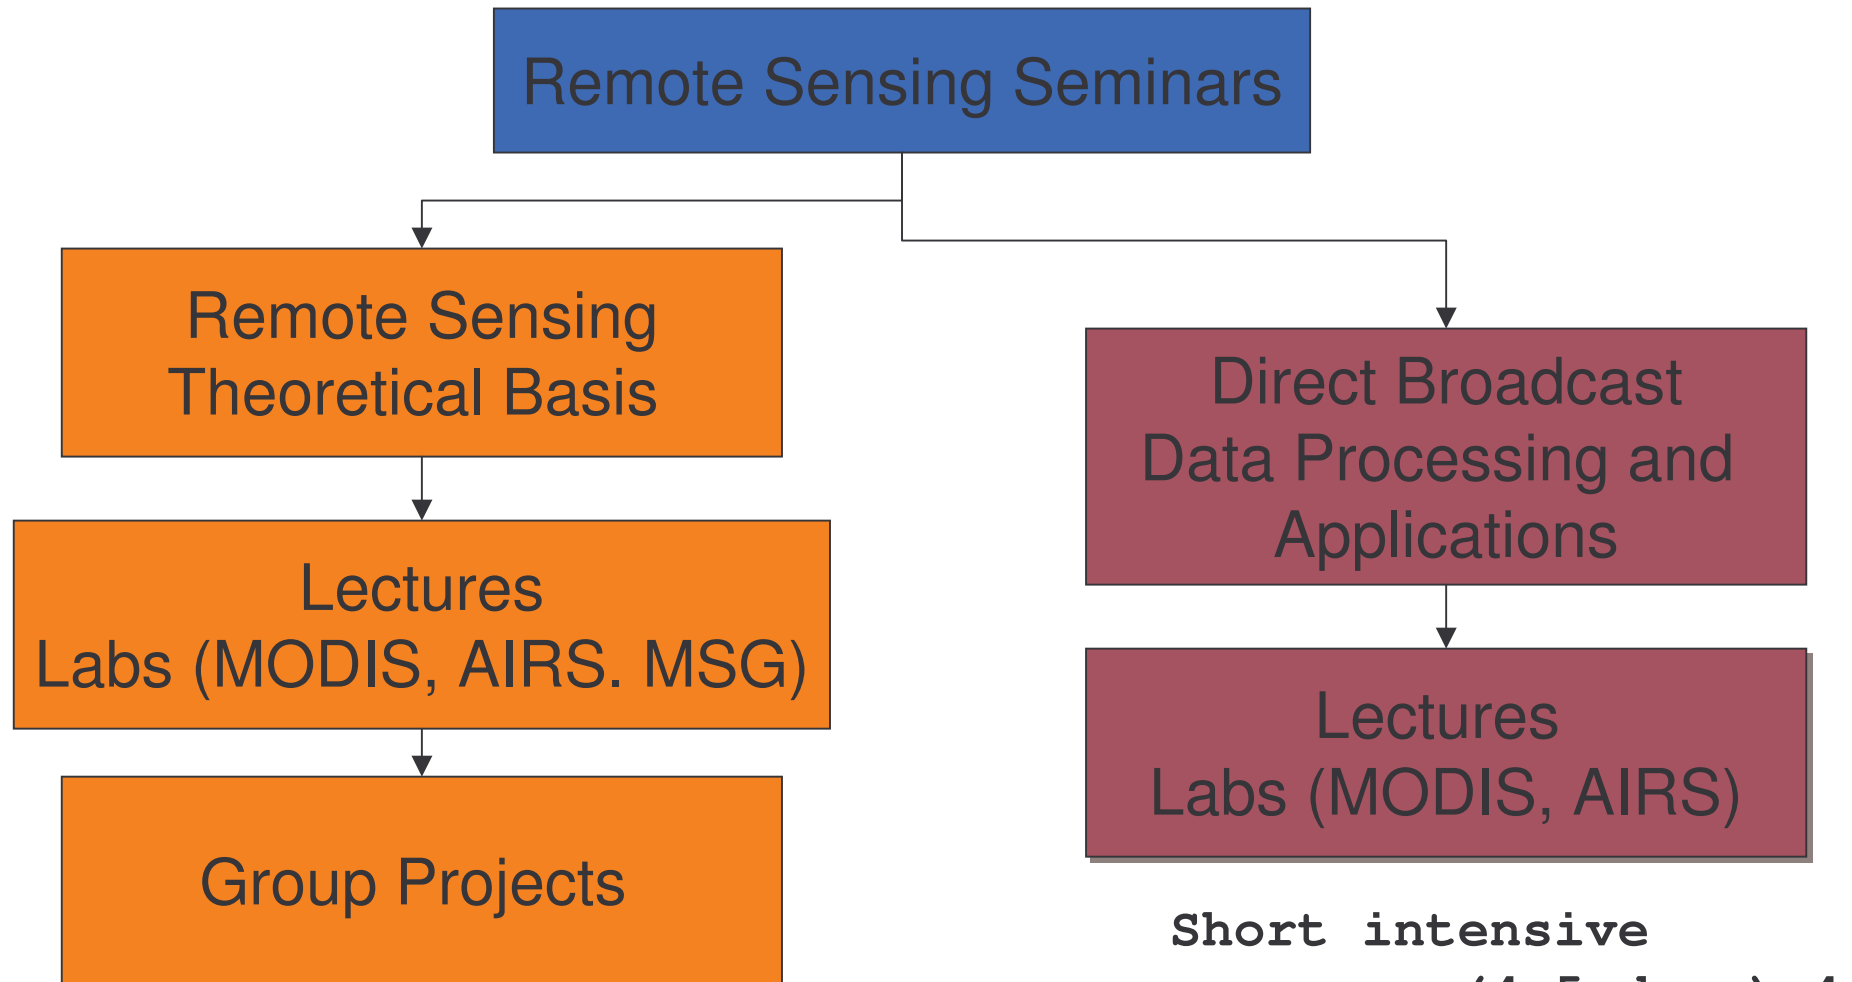 Remote Sensing Seminars
Remote Sensing
Theoretical Basis
Lectures
Labs (MODIS, AIRS. MSG)
Group Projects
Direct Broadcast
Data Processing and
Applications
Lectures
Labs (MODIS, AIRS)
Short intensive